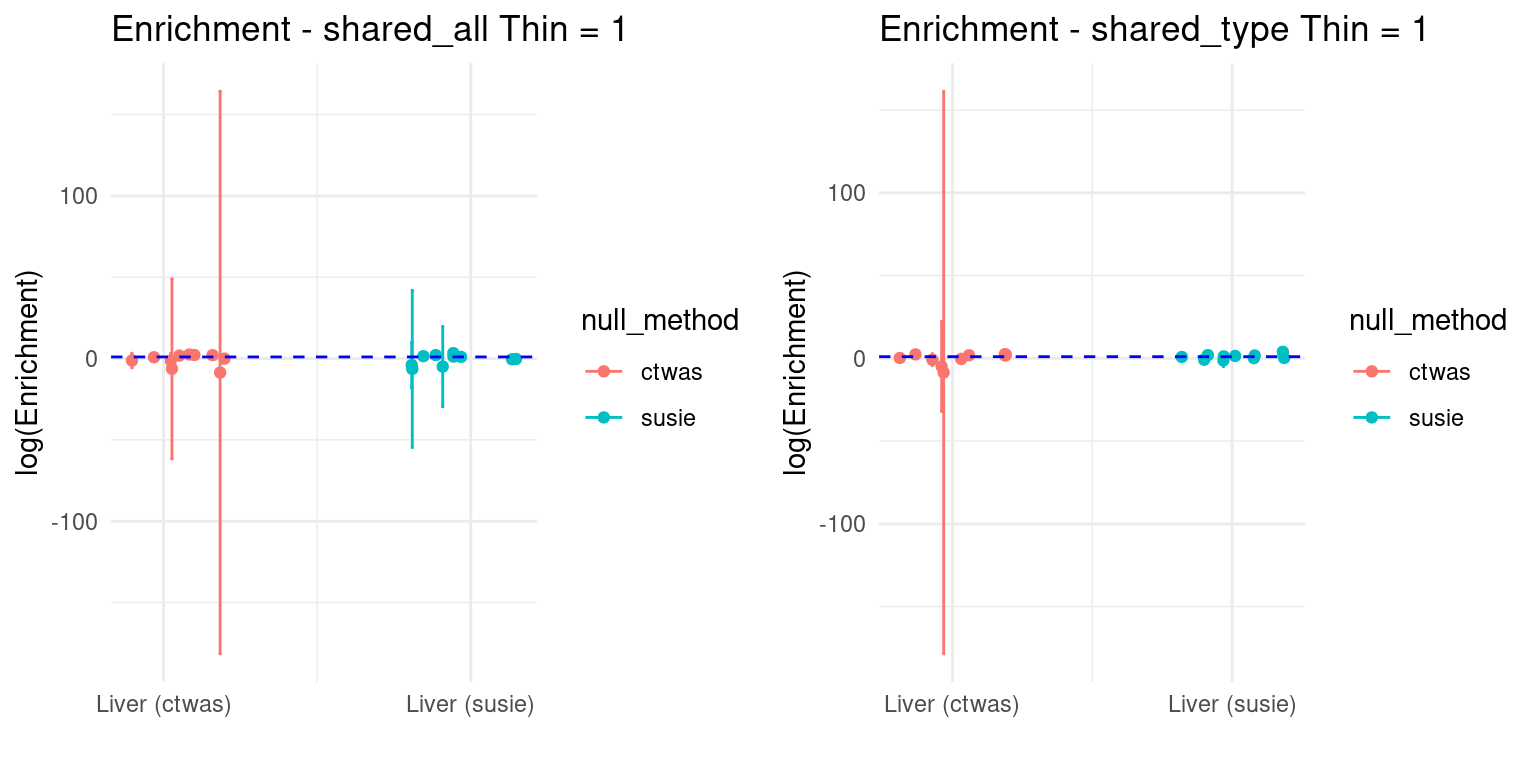 Enrichment - shared_all Thin = 1
log(Enrichment)
100
0
-100
Liver (ctwas)
Liver (susie)
null_method
ctwas
susie
Enrichment - shared_type Thin = 1
log(Enrichment)
100
0
-100
Liver (ctwas)
Liver (susie)
null_method
ctwas
susie